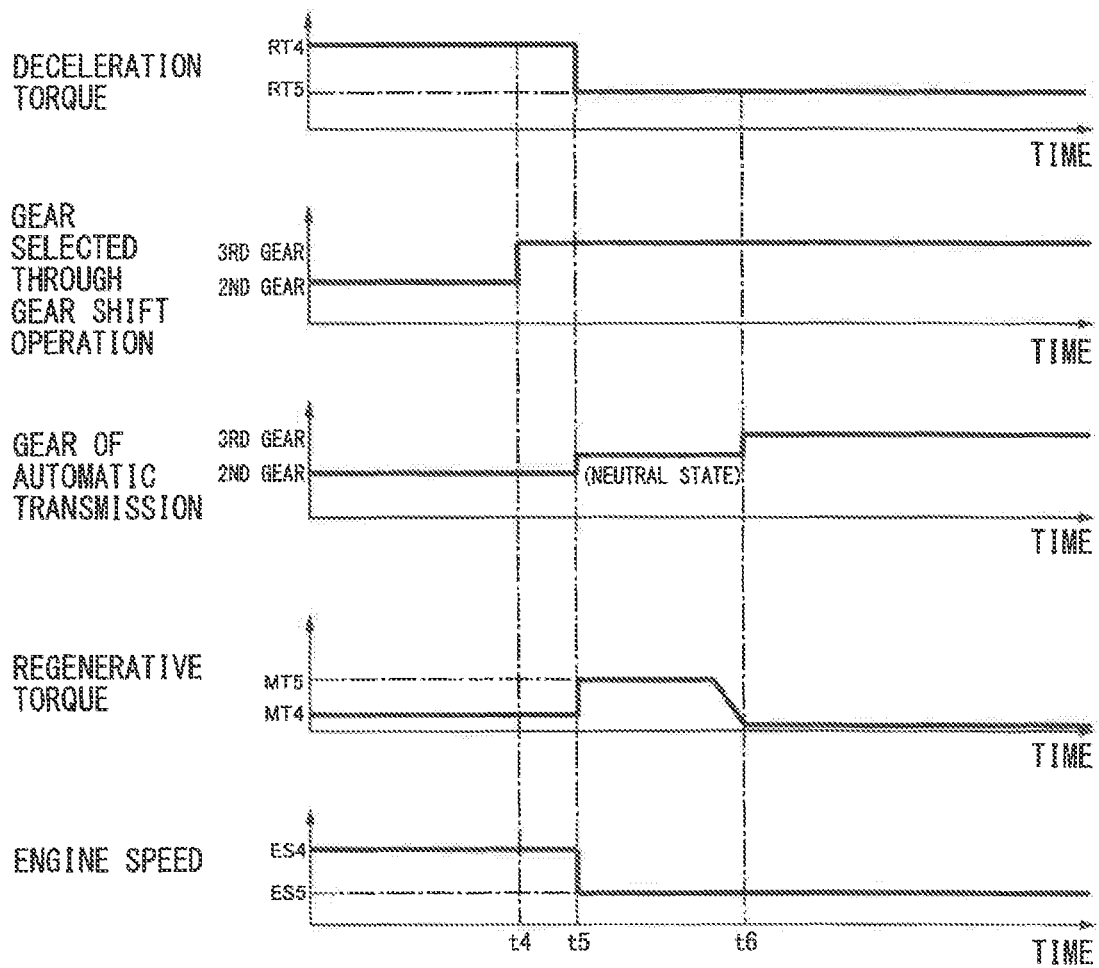 DECELERATION
TORQUE
RT4
RT5
TIME
GEAR
SELECTED
THROUGH
GEAR SHIFT
OPERATION
3RD GEAR
2ND GEAR
TIME
GEAR OF
AUTOMATIC
TRANSMISSION
3RD GEAR
2ND GEAR
(NEUTRAL STATE)
TIME
REGENERATIVE
TORQUE
MT5
MT4
TIME
ENGINE SPEED
ES4
ES5
t4 t5 t6
TIME